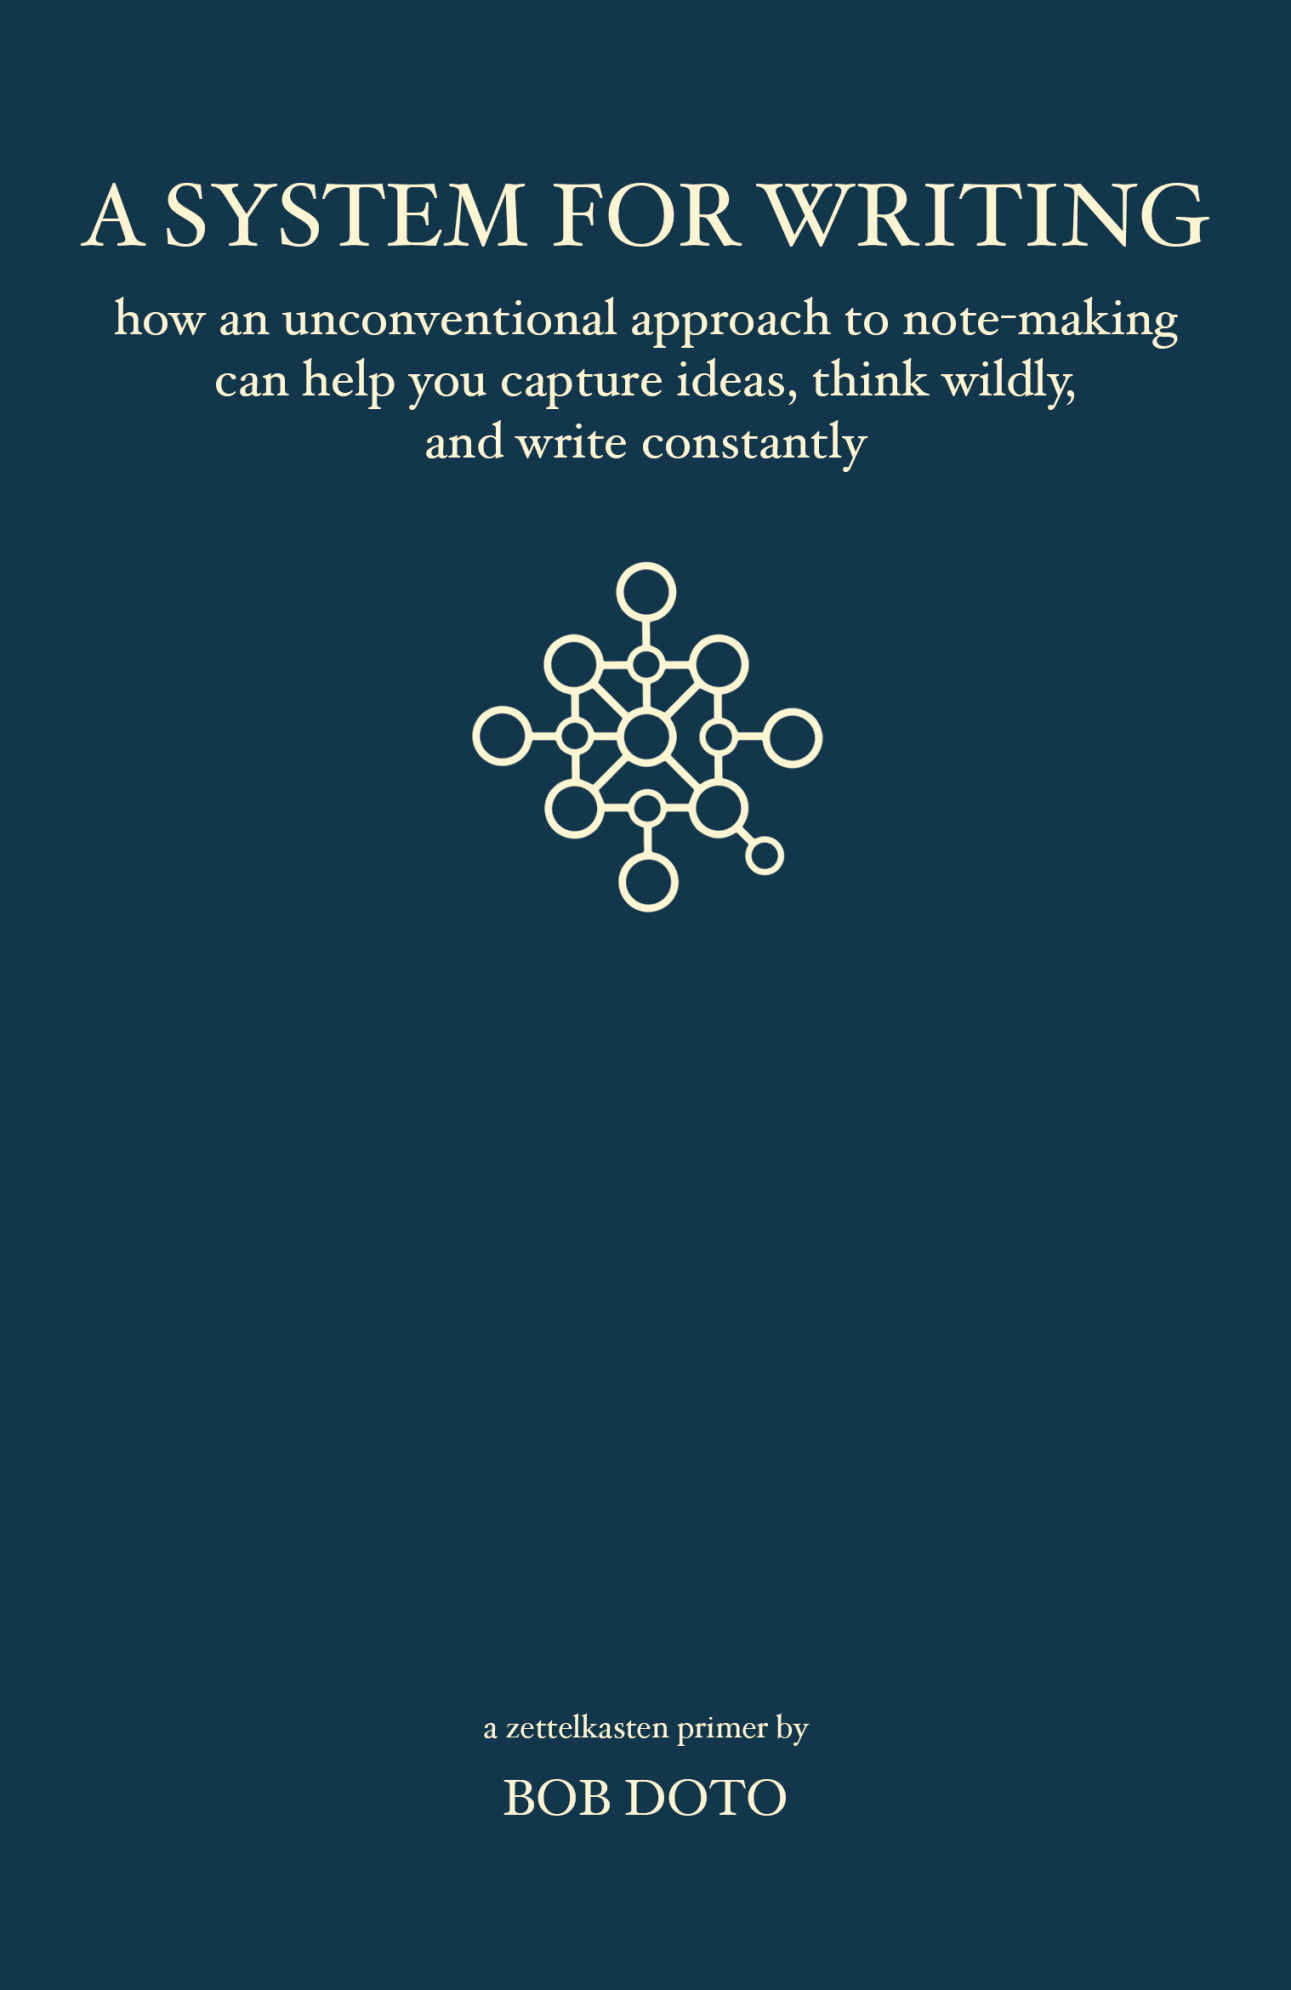 A SYSTEM FOR WRITING
how an unconventional approach to note-making
can help you capture ideas, think wildly,
and write constantly
a zettelkasten primer by
BOB DOTO